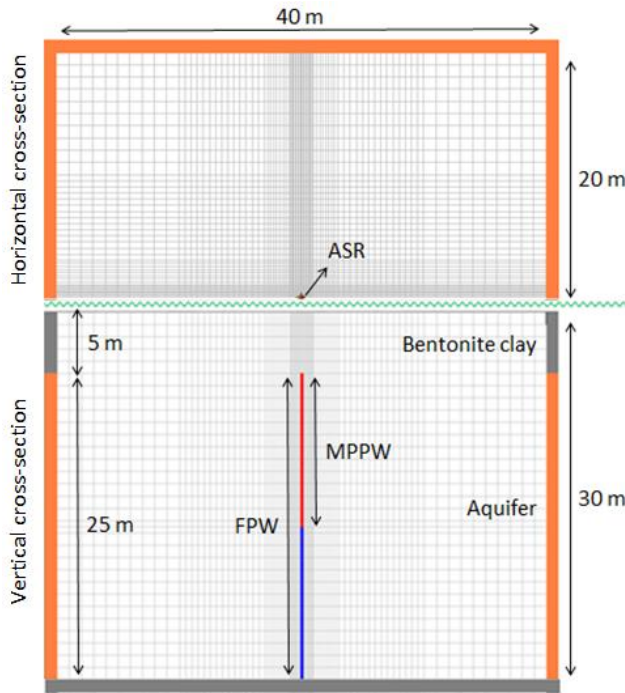 40 m
Horizontal cross-section
20 m
ASR
5 m
Bentonite clay
MPPW
Vertical cross-section
25 m
FPW
Aquifer
30 m